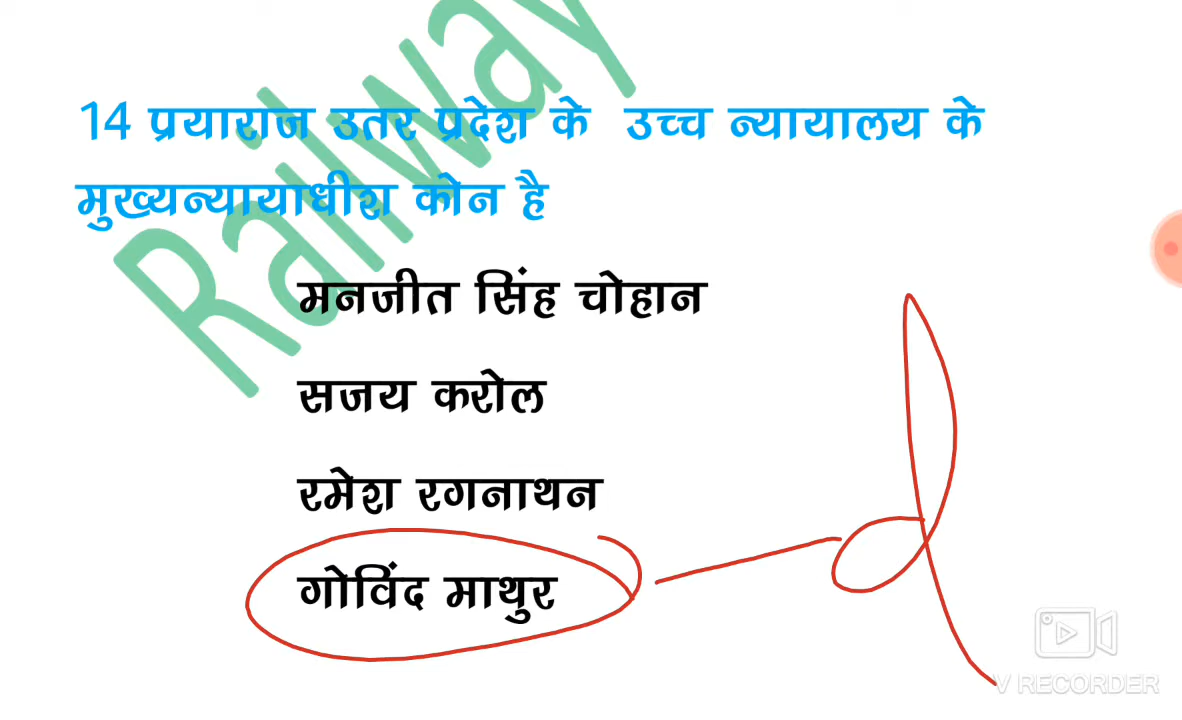 Railway
14 प्रयाराज उतर प्रदेश के उच्च न्यायालय के
मुख्यन्यायाधीश कोन है
मनजीत सिंह चोहान
सजय करोल
रमेश रगनाथन
गोविंद माथुर
d
V RECORDER